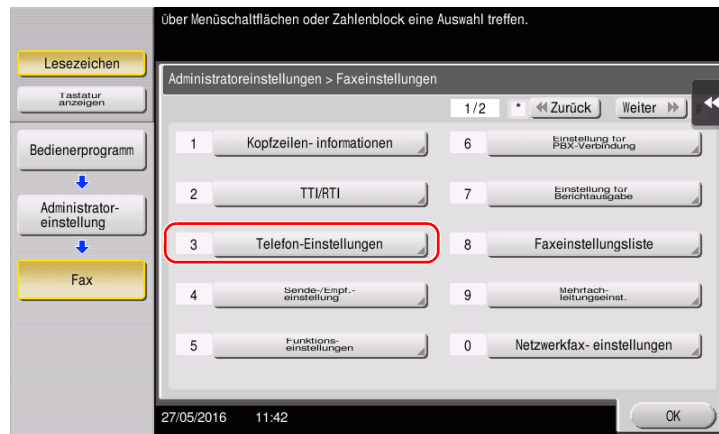 über Menüschaltflächen oder Zahlenblock eine Auswahl treffen.
Lesezeichen
Tastatur
anzeigen
Bedienerprogramm
Administrator-
einstellung
Fax
Administratoreinstellungen > Faxeinstellungen
1/2 * Zurück Weiter
1 Kopfzeilen- informationen
6 Einstellung für
PBX-Verbindung
2 TTI/RTI
7 Einstellung für
Berichtausgabe
3 Telefon-Einstellungen
8 Faxeinstellungsliste
4 Sende-/Empf.-
einstellung
9 Mehrfach-
leitungseinst.
5 Funktions-
einstellungen
0 Netzwerkfax- einstellungen
27/05/2016 11:42
OK